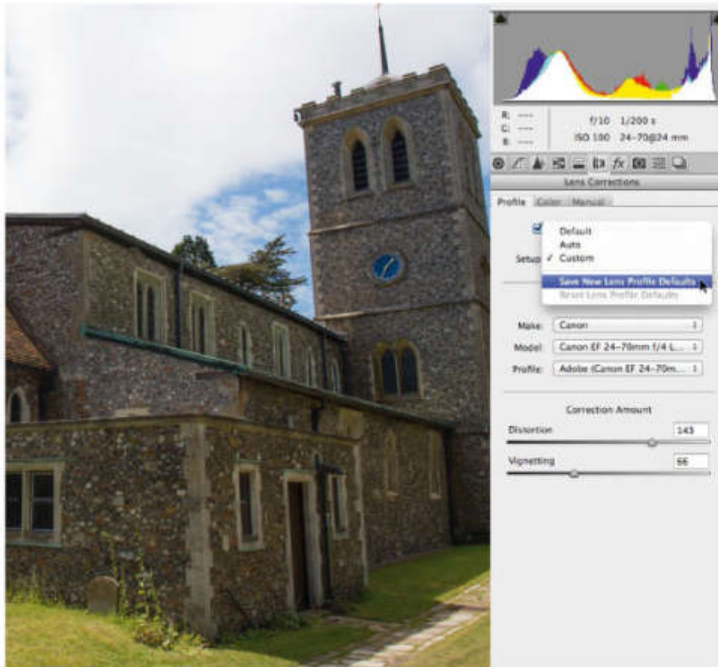 R: ----
G: ----
B: ----
f/10 1/200 s
ISO 100 24-70@24 mm
fx
Lens Corrections
Profile Color Manual
Default
Auto
Setup: ✓ Custom
Save New Lens Profile Defaults
Reset Lens Profile Defaults
Make: Canon
Model: Canon EF 24-70mm f/4 L...
Profile: Adobe (Canon EF 24-70m...
Correction Amount
Distortion 143
Vignetting 66